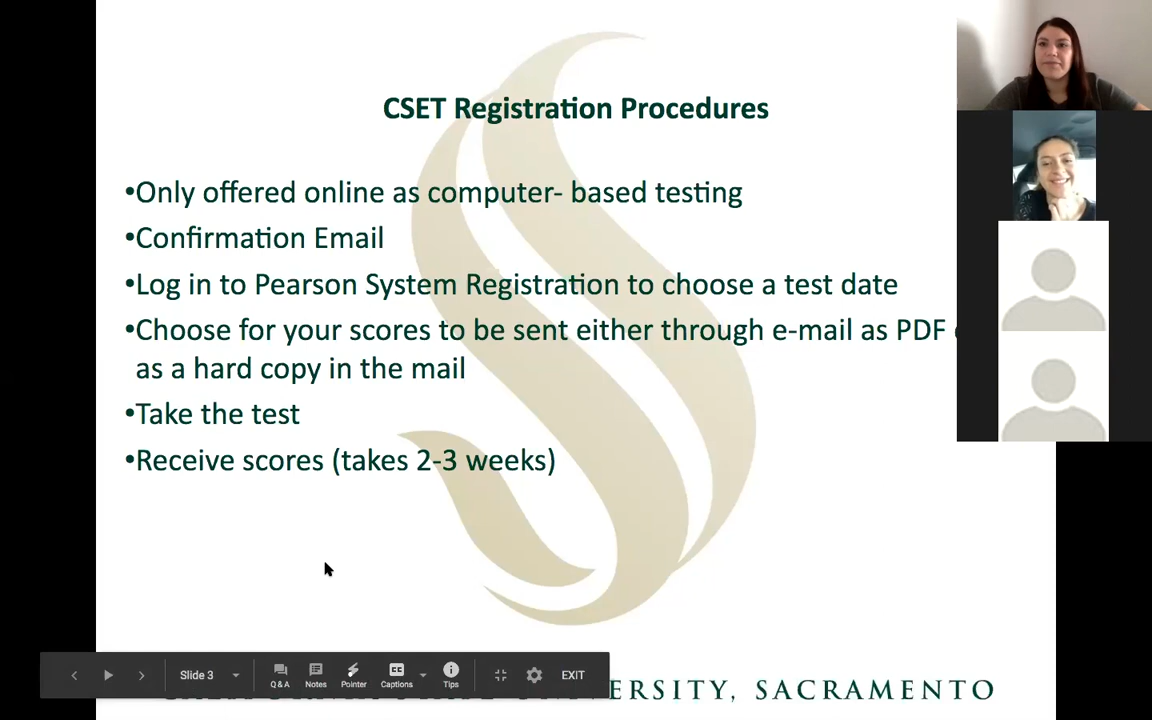 CSET Registration Procedures
•Only offered online as computer- based testing
•Confirmation Email
•Log in to Pearson System Registration to choose a test date
•Choose for your scores to be sent either through e-mail as PDF
as a hard copy in the mail
•Take the test
•Receive scores (takes 2-3 weeks)
Slide 3
Q&A
Notes
Pointer
Captions
Tips
EXIT
SACRAMENTO